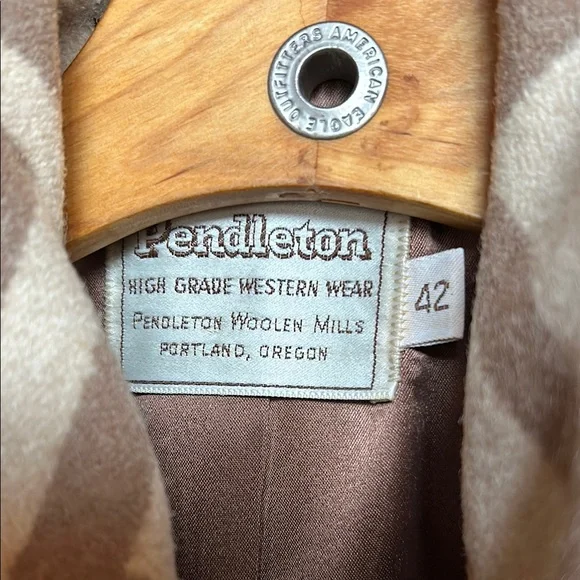 AMERICAN EAGLE OUTFITTERS
Pendleton
HIGH GRADE WESTERN WEAR
PENDLETON WOOLEN MILLS
PORTLAND, OREGON
42